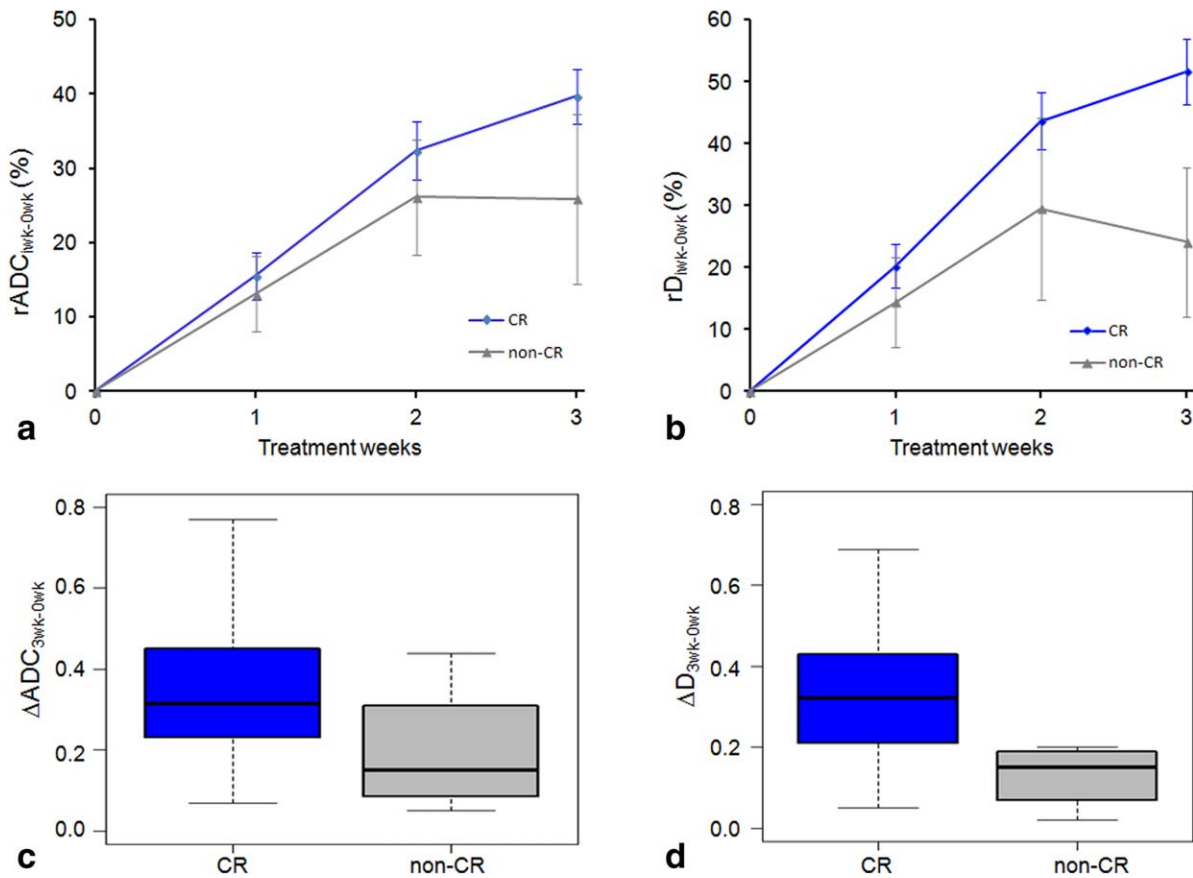 50
40
30
20
10
0
rADCiwk-0wk (%)
CR
non-CR
0 1 2 3
Treatment weeks
a
60
50
40
30
20
10
0
rDiwk-0wk (%)
CR
non-CR
0 1 2 3
Treatment weeks
b
0.8
0.6
0.4
0.2
0.0
ΔADC3wk-0wk
CR non-CR
c
0.8
0.6
0.4
0.2
0.0
ΔD3wk-0wk
CR non-CR
d